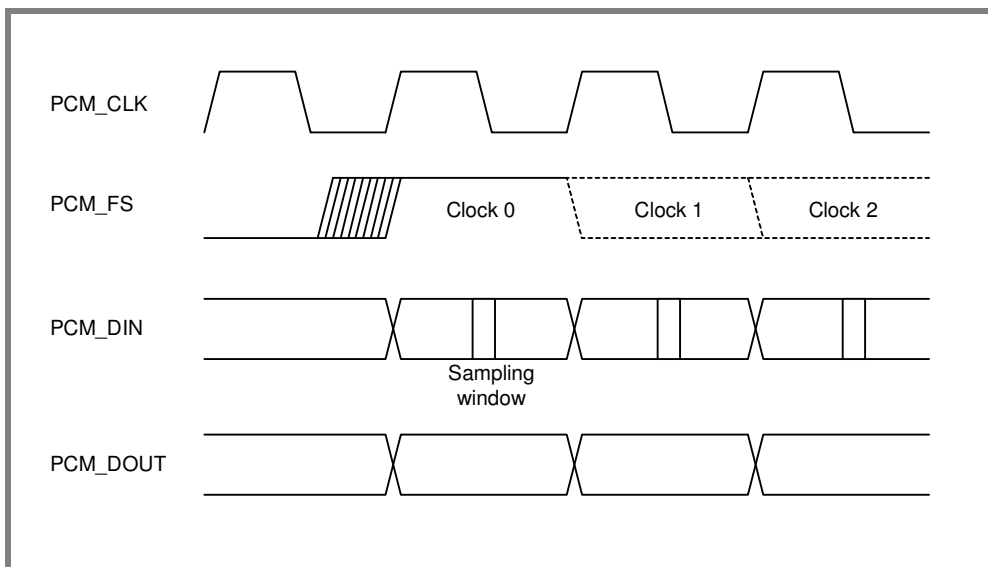 PCM_CLK
PCM_FS
Clock 0
Clock 1
Clock 2
PCM_DIN
Sampling
window
PCM_DOUT